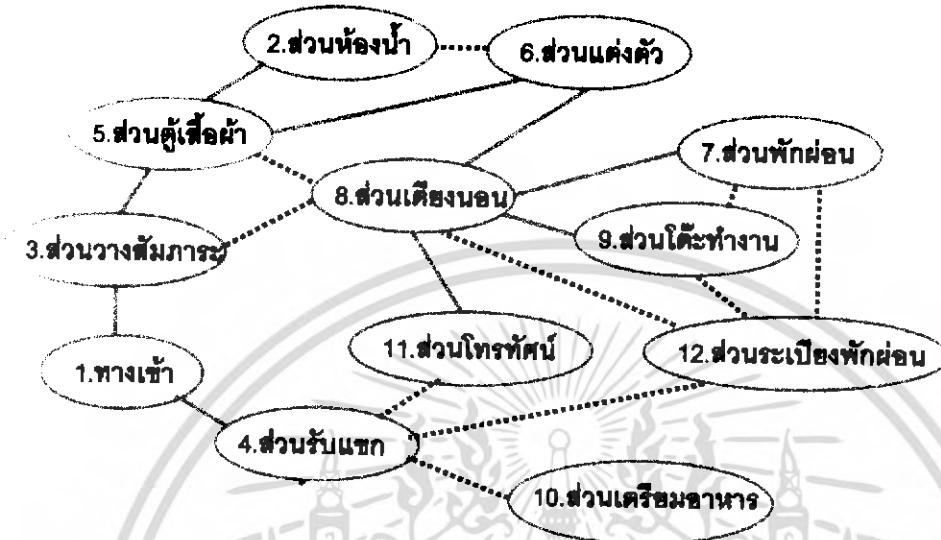 2.ส่วนห้องน้ำ
6.ส่วนแต่งตัว
5.ส่วนตู้เสื้อผ้า
7.ส่วนพักผ่อน
8.ส่วนเตียงนอน
3.ส่วนวางสัมภาระ
9.ส่วนโต๊ะทำงาน
11.ส่วนโทรทัศน์
12.ส่วนระเบียงพักผ่อน
1.ทางเข้า
4.ส่วนรับแขก
10.ส่วนเตรียมอาหาร